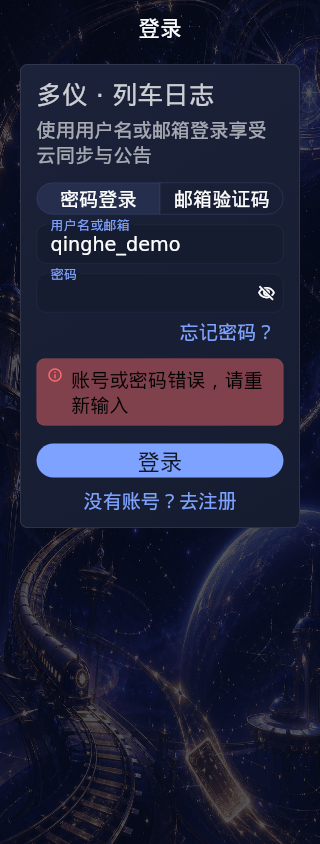 登录
多仪 · 列车日志
使用用户名或邮箱登录享受
云同步与公告
密码登录
邮箱验证码
用户名或邮箱
qinghe_demo
密码
忘记密码？
账号或密码错误，请重
新输入
登录
没有账号？去注册